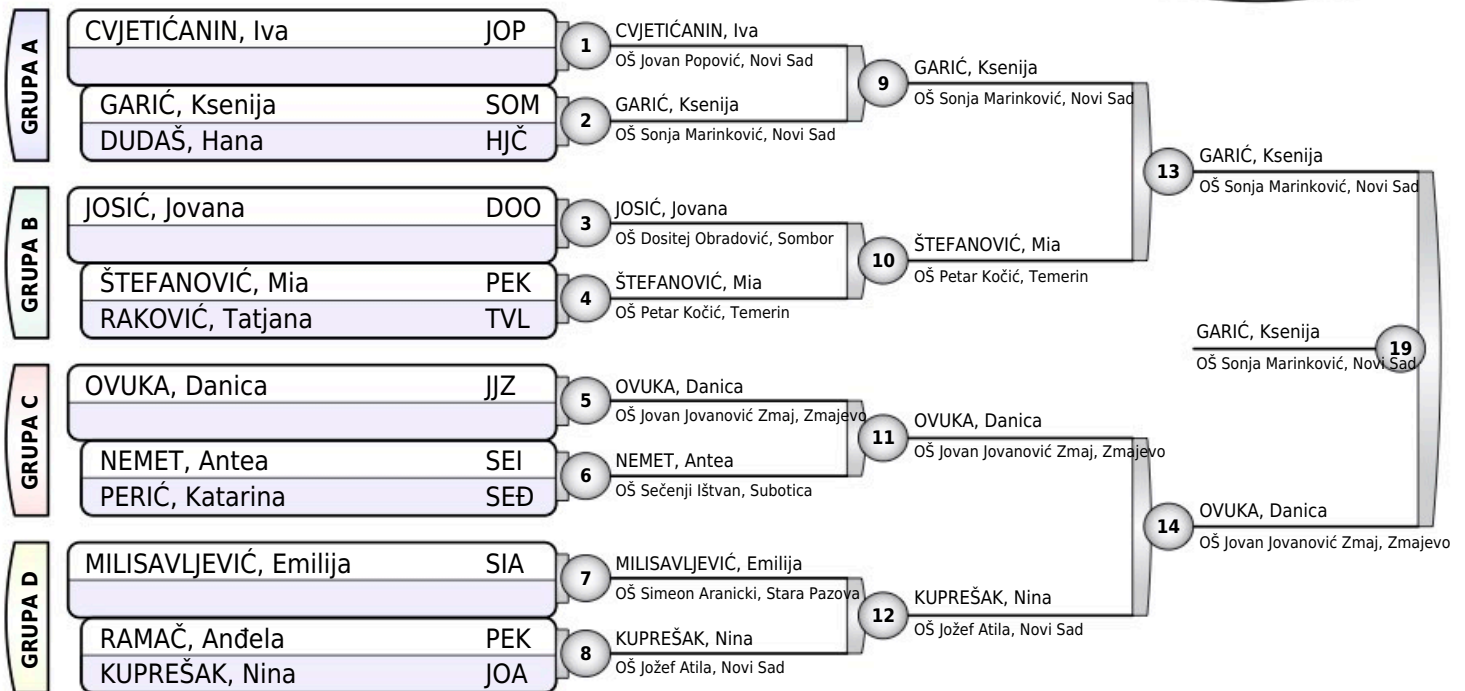 GRUPA A
CVJETIĆANIN, Iva JOP
GARIĆ, Ksenija SOM
DUDAŠ, Hana HJČ
GRUPA B
JOSIĆ, Jovana DOO
ŠTEFANOVIĆ, Mia PEK
RAKOVIĆ, Tatjana TVL
GRUPA C
OVUKA, Danica JJZ
NEMET, Antea SEI
PERIĆ, Katarina SEĐ
GRUPA D
MILISAVLJEVIĆ, Emilija SIA
RAMAČ, Anđela PEK
KUPREŠAK, Nina JOA
1
CVJETIĆANIN, Iva
OŠ Jovan Popović, Novi Sad
2
GARIĆ, Ksenija
OŠ Sonja Marinković, Novi Sad
3
JOSIĆ, Jovana
OŠ Dositej Obradović, Sombor
4
ŠTEFANOVIĆ, Mia
OŠ Petar Kočić, Temerin
5
OVUKA, Danica
OŠ Jovan Jovanović Zmaj, Zmajevo
6
NEMET, Antea
OŠ Sečenji Ištvan, Subotica
7
MILISAVLJEVIĆ, Emilija
OŠ Simeon Aranicki, Stara Pazova
8
KUPREŠAK, Nina
OŠ Jožef Atila, Novi Sad
9
GARIĆ, Ksenija
OŠ Sonja Marinković, Novi Sad
10
ŠTEFANOVIĆ, Mia
OŠ Petar Kočić, Temerin
11
OVUKA, Danica
OŠ Jovan Jovanović Zmaj, Zmajevo
12
KUPREŠAK, Nina
OŠ Jožef Atila, Novi Sad
13
GARIĆ, Ksenija
OŠ Sonja Marinković, Novi Sad
14
OVUKA, Danica
OŠ Jovan Jovanović Zmaj, Zmajevo
GARIĆ, Ksenija
19
OŠ Sonja Marinković, Novi Sad